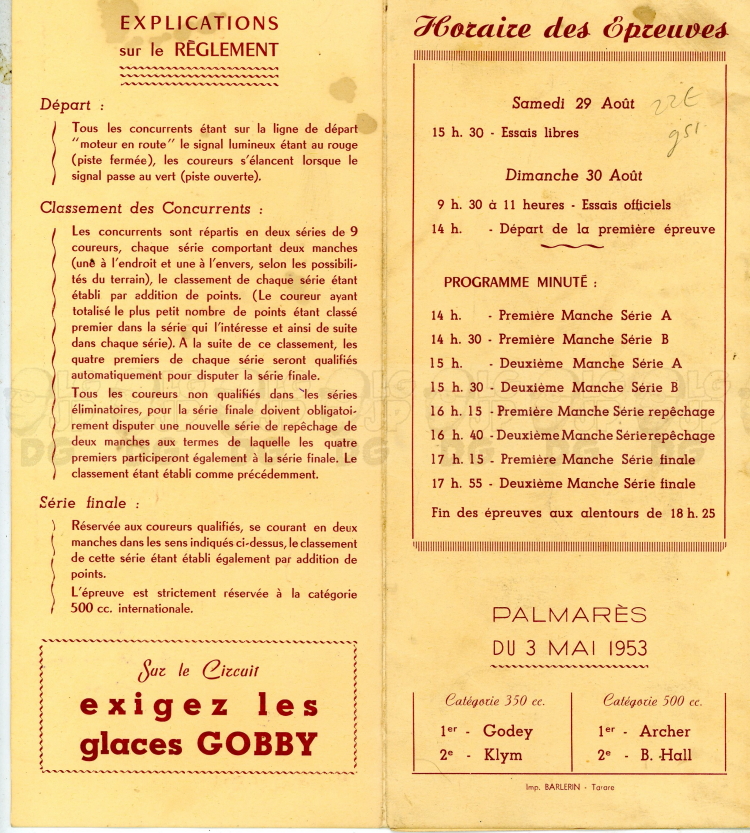 EXPLICATIONS
sur le RÈGLEMENT
Départ :
Tous les concurrents étant sur la ligne de départ
"moteur en route" le signal lumineux étant au rouge
(piste fermée), les coureurs s'élancent lorsque le
signal passe au vert (piste ouverte).
Classement des Concurrents :
Les concurrents sont répartis en deux séries de 9
coureurs, chaque série comportant deux manches
(une à l'endroit et une à l'envers, selon les possibili-
tés du terrain), le classement de chaque série étant
établi par addition de points. (Le coureur ayant
totalisé le plus petit nombre de points étant classé
premier dans la série qui l'intéresse et ainsi de suite
dans chaque série). A la suite de ce classement, les
quatre premiers de chaque série seront qualifiés
automatiquement pour disputer la série finale.
Tous les coureurs non qualifiés dans les séries
éliminatoires, pour la série finale doivent obligatoi-
rement disputer une nouvelle série de repêchage de
deux manches aux termes de laquelle les quatre
premiers participeront également à la série finale. Le
classement étant établi comme précédemment.
Série finale :
Réservée aux coureurs qualifiés, se courant en deux
manches dans les sens indiqués ci-dessus, le classement
de cette série étant établi également par addition de
points.
L'épreuve est strictement réservée à la catégorie
500 cc. internationale.
Sur le Circuit
exigez les
glaces GOBBY
Horaire des Épreuves
Samedi 29 Août
15 h. 30 - Essais libres
Dimanche 30 Août
9 h. 30 à 11 heures - Essais officiels
14 h. - Départ de la première épreuve
PROGRAMME MINUTÉ :
14 h. - Première Manche Série A
14 h. 30 - Première Manche Série B
15 h. - Deuxième Manche Série A
15 h. 30 - Deuxième Manche Série B
16 h. 15 - Première Manche Série repêchage
16 h. 40 - Deuxième Manche Série repêchage
17 h. 15 - Première Manche Série finale
17 h. 55 - Deuxième Manche Série finale
Fin des épreuves aux alentours de 18 h. 25
PALMARÈS
DU 3 MAI 1953
Catégorie 350 cc.
1er - Godey
2e - Klym
Catégorie 500 cc.
1er - Archer
2e - B. Hall
Imp. BARLERIN - Tarare